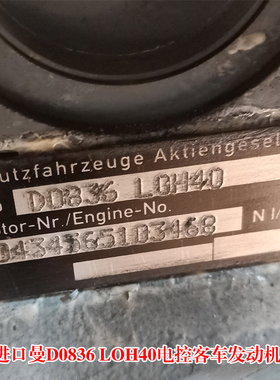 utzfahrzeuge Aktiengesel
D0836 LOH40
tor-Nr./Engine-No.
N I/
0434365103468
进口曼D0836 LOH40电控客车发动机